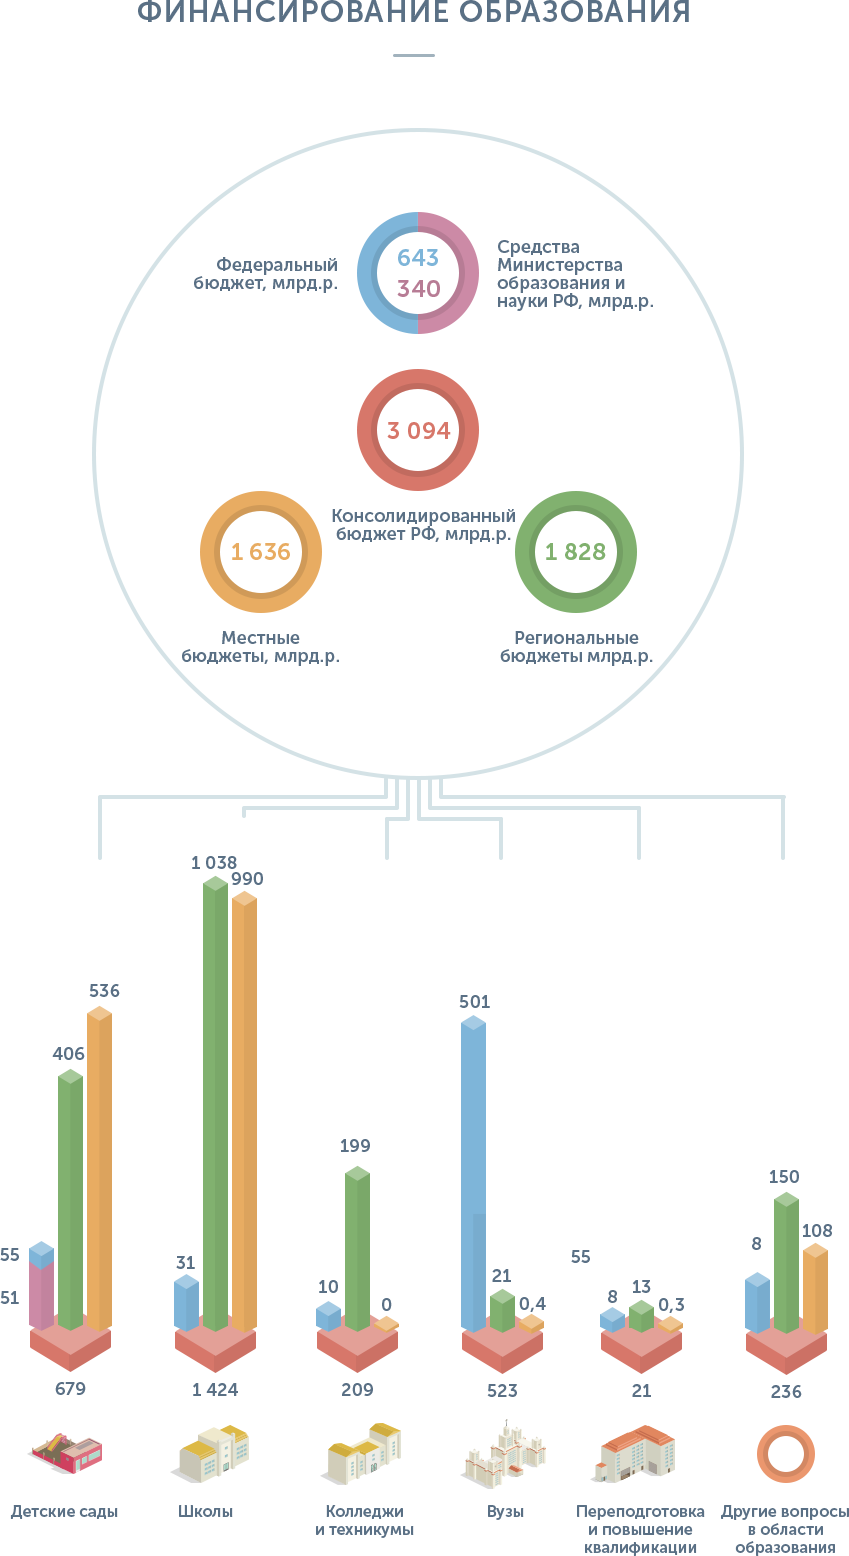 ФИНАНСИРОВАНИЕ ОБРАЗОВАНИЯ
Федеральный
бюджет, млрд.р.
643
340
Средства
Министерства
образования и
науки РФ, млрд.р.
3 094
Консолидированный
бюджет РФ, млрд.р.
1 636
Местные
бюджеты, млрд.р.
1 828
Региональные
бюджеты млрд.р.
55
51
406
536
679
Детские сады
31
1 038
990
1 424
Школы
10
199
0
209
Колледжи
и техникумы
501
21
0,4
523
Вузы
55
8
13
0,3
21
Переподготовка
и повышение
квалификации
8
150
108
236
Другие вопросы
в области
образования